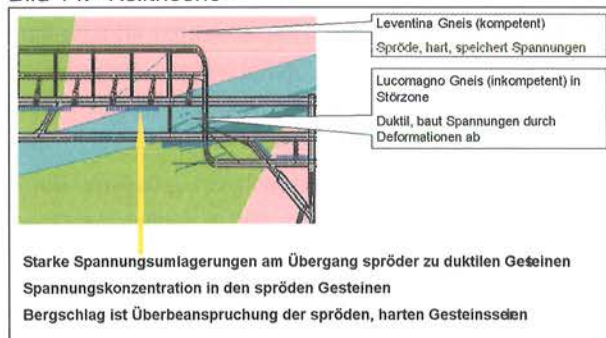 Leventina Gneis (kompetent)
Spröde, hart, speichert Spannungen
Lucomagno Gneis (inkompetent) in
Störzone
Duktil, baut Spannungen durch
Deformationen ab
Starke Spannungsumlagerungen am Übergang spröder zu duktilen Gesteinen
Spannungskonzentration in den spröden Gesteinen
Bergschlag ist Überbeanspruchung der spröden, harten